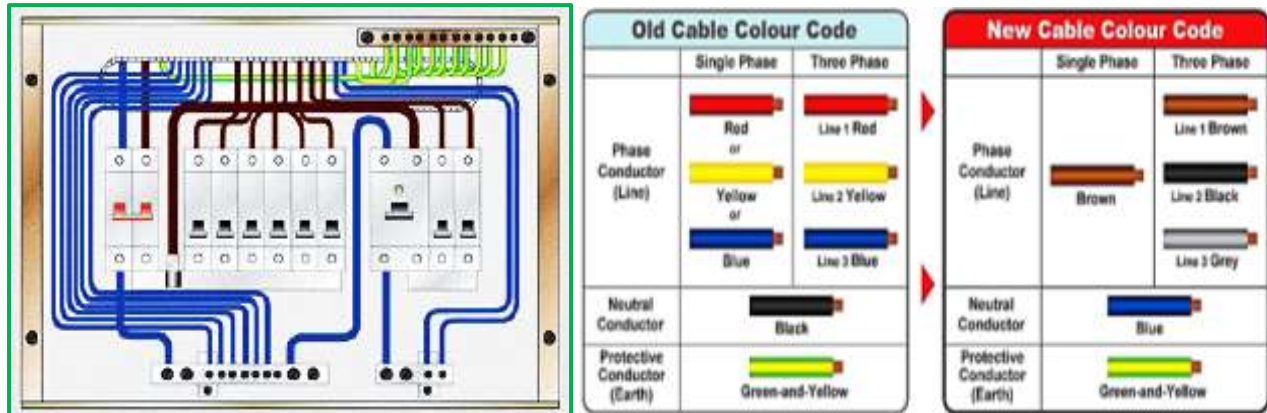 Old Cable Colour Code
Single Phase
Three Phase
Phase
Conductor
(Line)
Red
or
Yellow
or
Blue
Line 1 Red
Line 2 Yellow
Line 3 Blue
Neutral
Conductor
Black
Protective
Conductor
(Earth)
Green-and-Yellow
New Cable Colour Code
Single Phase
Three Phase
Phase
Conductor
(Line)
Brown
Line 1 Brown
Line 2 Black
Line 3 Grey
Neutral
Conductor
Blue
Protective
Conductor
(Earth)
Green-and-Yellow